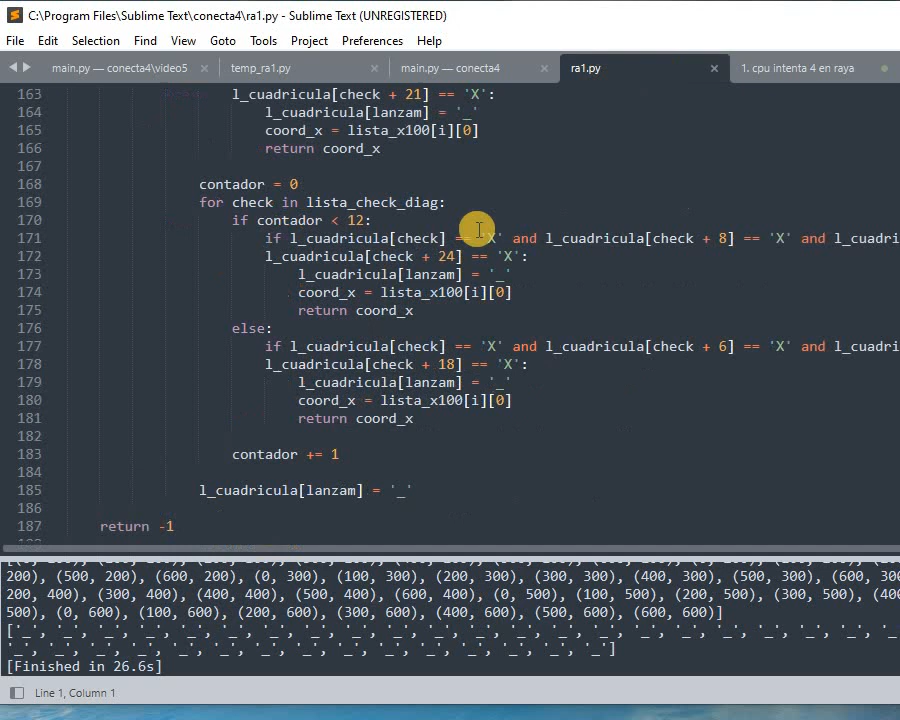 C:\Program Files\Sublime Text\conecta4\ra1.py - Sublime Text (UNREGISTERED)
File Edit Selection Find View Goto Tools Project Preferences Help
main.py — conecta4\video5 × temp_ra1.py × main.py — conecta4 × ra1.py × 1. cpu intenta 4 en raya
163 l_cuadricula[check + 21] == 'X':
164 l_cuadricula[lanzam] = '_'
165 coord_x = lista_x100[i][0]
166 return coord_x
167
168 contador = 0
169 for check in lista_check_diag:
170 if contador < 12:
171 if l_cuadricula[check] == 'X' and l_cuadricula[check + 8] == 'X' and l_cuadri
172 l_cuadricula[check + 24] == 'X':
173 l_cuadricula[lanzam] = '_'
174 coord_x = lista_x100[i][0]
175 return coord_x
176 else:
177 if l_cuadricula[check] == 'X' and l_cuadricula[check + 6] == 'X' and l_cuadri
178 l_cuadricula[check + 18] == 'X':
179 l_cuadricula[lanzam] = '_'
180 coord_x = lista_x100[i][0]
181 return coord_x
182
183 contador += 1
184
185 l_cuadricula[lanzam] = '_'
186
187 return -1
200), (500, 200), (600, 200), (0, 300), (100, 300), (200, 300), (300, 300), (400, 300), (500, 300), (600, 30
200, 400), (300, 400), (400, 400), (500, 400), (600, 400), (0, 500), (100, 500), (200, 500), (300, 500), (40
500), (0, 600), (100, 600), (200, 600), (300, 600), (400, 600), (500, 600), (600, 600)]
['_', '_', '_', '_', '_', '_', '_', '_', '_', '_', '_', '_', '_', '_', '_', '_', '_', '_', '_', '_', '_', '_
'_', '_', '_', '_', '_', '_', '_', '_', '_', '_', '_', '_', '_', '_', '_']
[Finished in 26.6s]
Line 1, Column 1